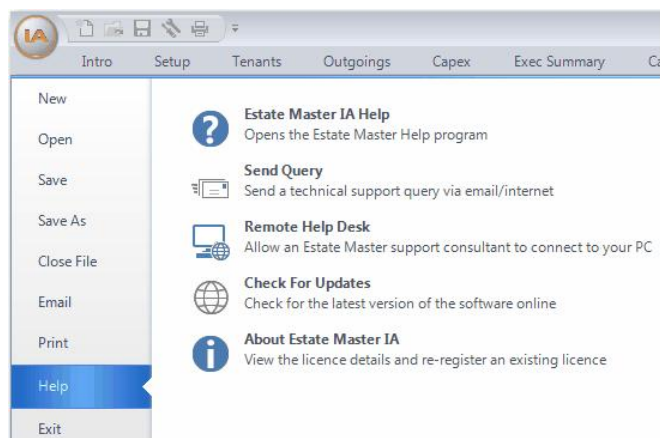 IA
Intro Setup Tenants Outgoings Capex Exec Summary
New
Open
Save
Save As
Close File
Email
Print
Help
Exit
Estate Master IA Help
Opens the Estate Master Help program
Send Query
Send a technical support query via email/internet
Remote Help Desk
Allow an Estate Master support consultant to connect to your PC
Check For Updates
Check for the latest version of the software online
About Estate Master IA
View the licence details and re-register an existing licence